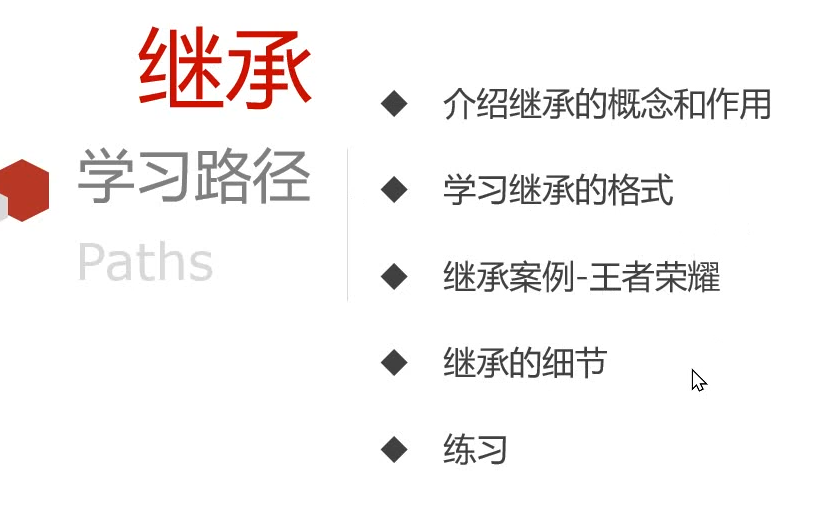 继承
学习路径
Paths
介绍继承的概念和作用
学习继承的格式
继承案例-王者荣耀
继承的细节
练习